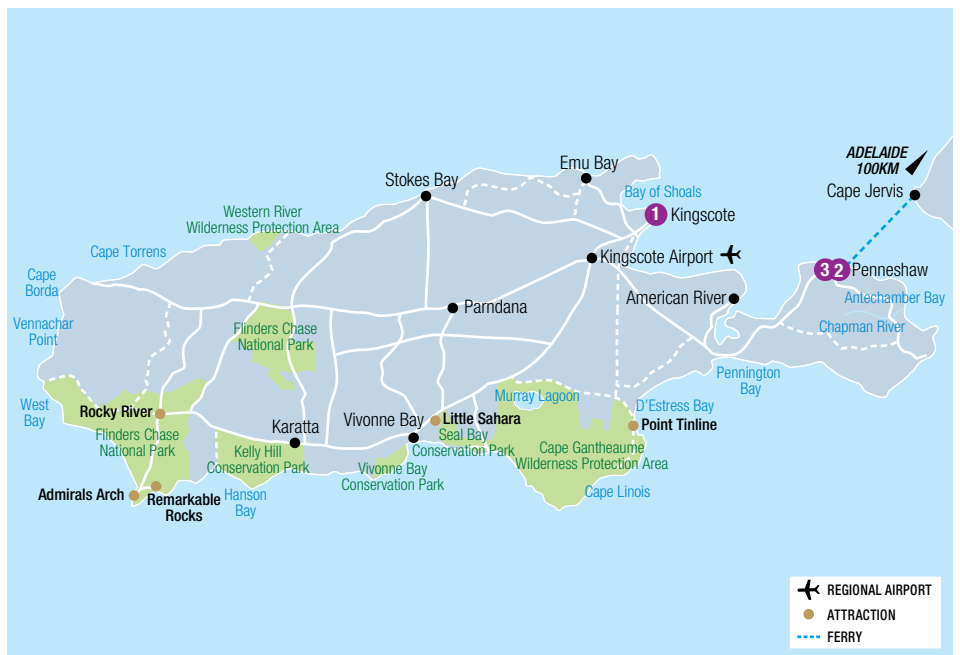 ADELAIDE
100KM
Cape Jervis
Emu Bay
Stokes Bay
Bay of Shoals
1 Kingscote
Western River
Wilderness Protection Area
Cape Torrens
Kingscote Airport
3 2 Penneshaw
Cape
Borda
American River
Antechamber Bay
Parndana
Vennachar
Point
Flinders Chase
National Park
Chapman River
Pennington
Bay
Murray Lagoon
West
Bay
Rocky River
D'Estress Bay
Vivonne Bay
Little Sahara
Point Tinline
Karatta
Flinders Chase
National Park
Seal Bay
Conservation Park
Kelly Hill
Conservation Park
Cape Gantheaume
Wilderness Protection Area
Vivonne Bay
Conservation Park
Admirals Arch
Remarkable
Rocks
Hanson
Bay
Cape Linois
REGIONAL AIRPORT
ATTRACTION
FERRY